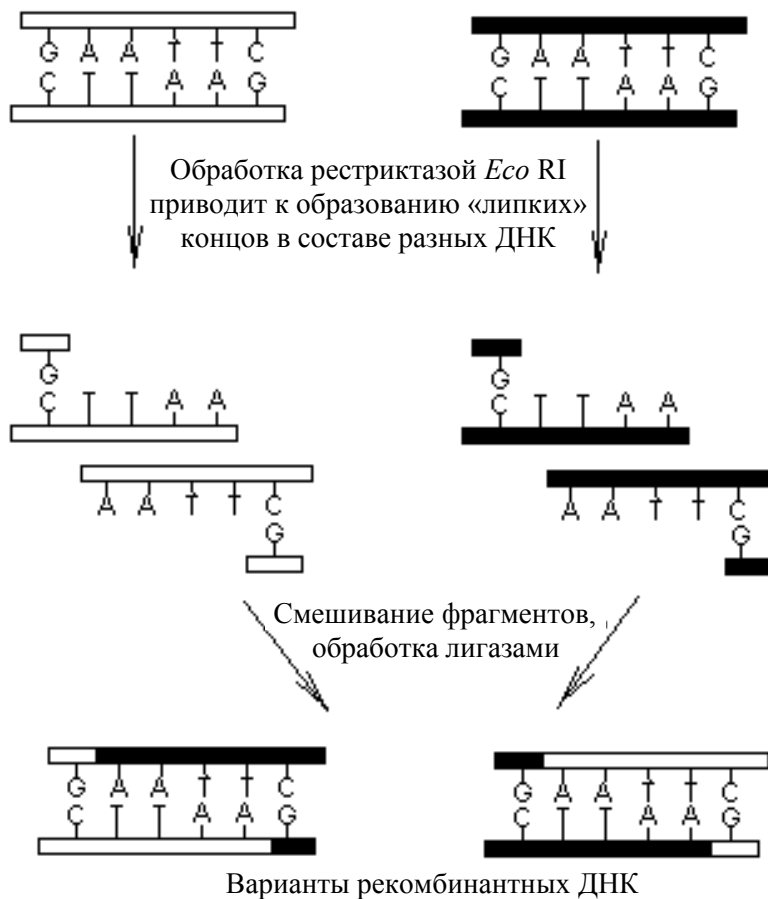 G A A T T C
C T T A A G
G A A T T C
C T T A A G
Обработка рестриктазой Eco RI
приводит к образованию «липких»
концов в составе разных ДНК
G
C T T A A
A A T T C
G
G
C T T A A
A A T T C
G
Смешивание фрагментов,
обработка лигазами
G A A T T C
C T T A A G
G A A T T C
C T T A A G
Варианты рекомбинантных ДНК